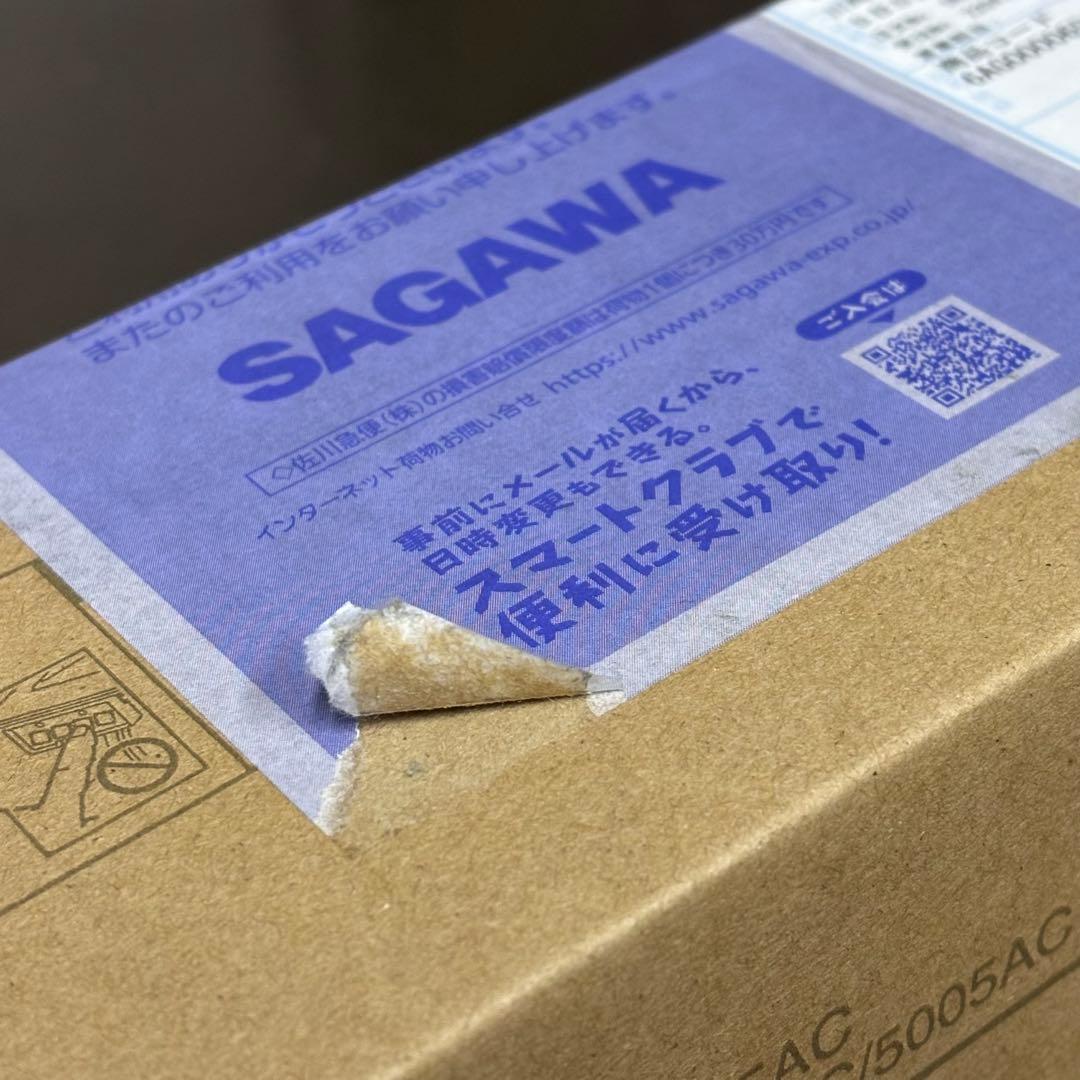 またのご利用をお願い申し上げます。
SAGAWA
◇佐川急便(株)の損害賠償限度額は荷物1個につき30万円です
インターネット荷物お問い合せ https://www.sagawa-exp.co.jp/
ご入会は
事前にメールが届くから、
日時変更もできる。
スマートクラブで
便利に受け取り!
AC
/5005AC